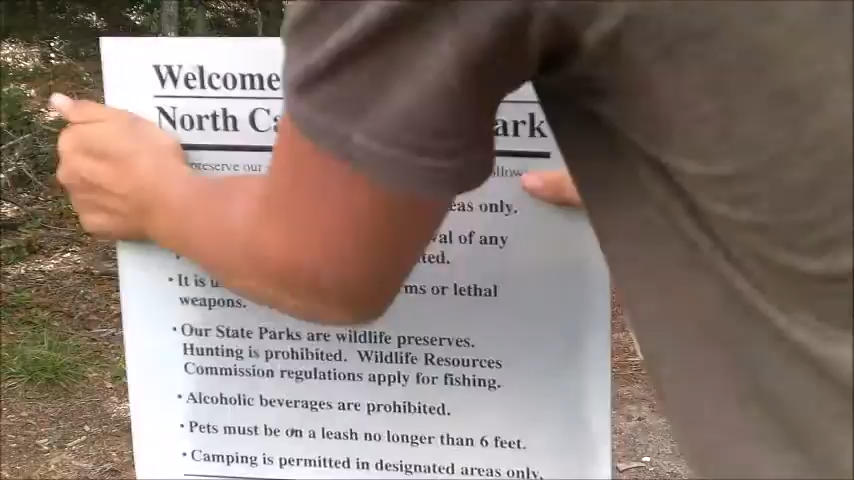 Welcome
North Ca ark
preserve our follow
as only.
val of any
ted.
• It is u ms or lethal
weapons.
• Our State Parks are wildlife preserves.
Hunting is prohibited. Wildlife Resources
Commission Regulations apply for fishing.
• Alcoholic beverages are prohibited.
• Pets must be on a leash no longer than 6 feet.
• Camping is permitted in designated areas only.